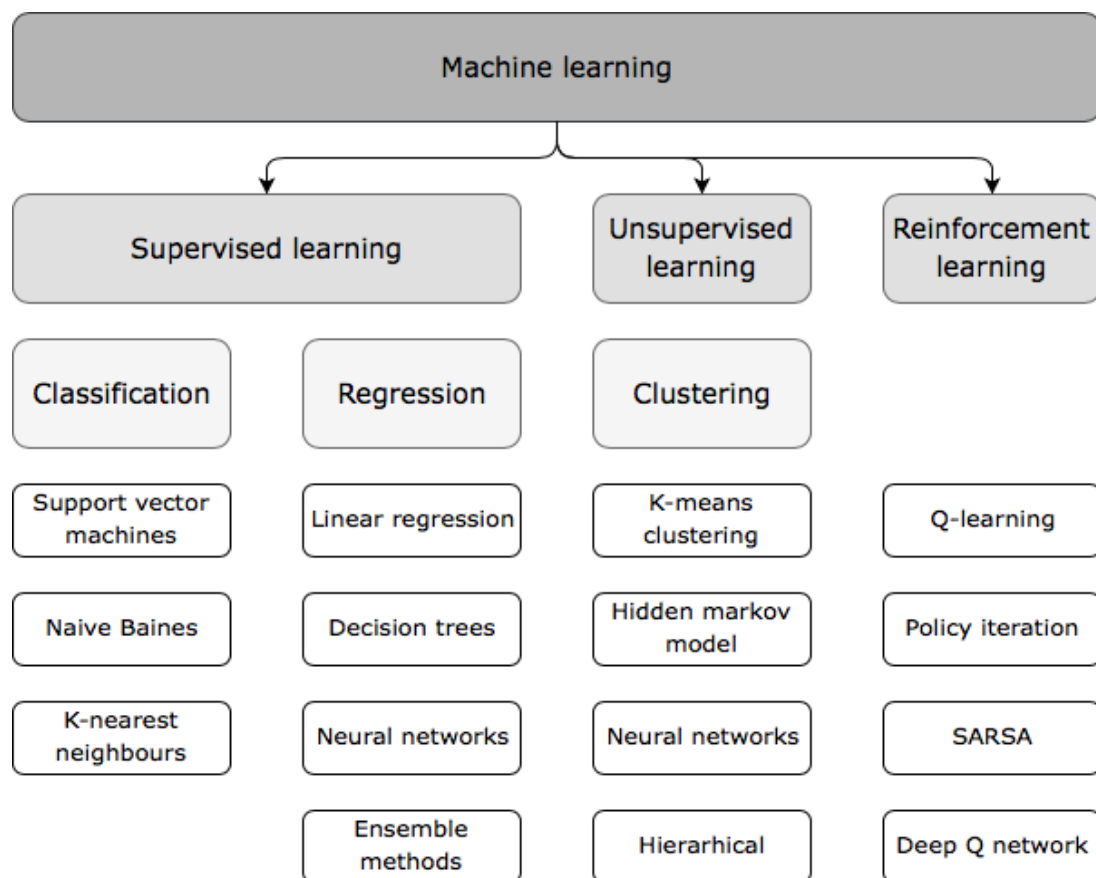 Machine learning
Supervised learning
Unsupervised
learning
Reinforcement
learning
Classification
Regression
Clustering
Support vector
machines
Linear regression
K-means
clustering
Q-learning
Naive Baines
Decision trees
Hidden markov
model
Policy iteration
K-nearest
neighbours
Neural networks
Neural networks
SARSA
Ensemble
methods
Hierarhical
Deep Q network